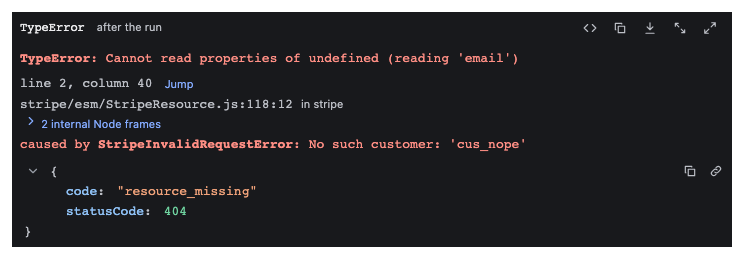 TypeError after the run
TypeError: Cannot read properties of undefined (reading 'email')
line 2, column 40 Jump
stripe/esm/StripeResource.js:118:12 in stripe
2 internal Node frames
caused by StripeInvalidRequestError: No such customer: 'cus_nope'
{
code: "resource_missing"
statusCode: 404
}